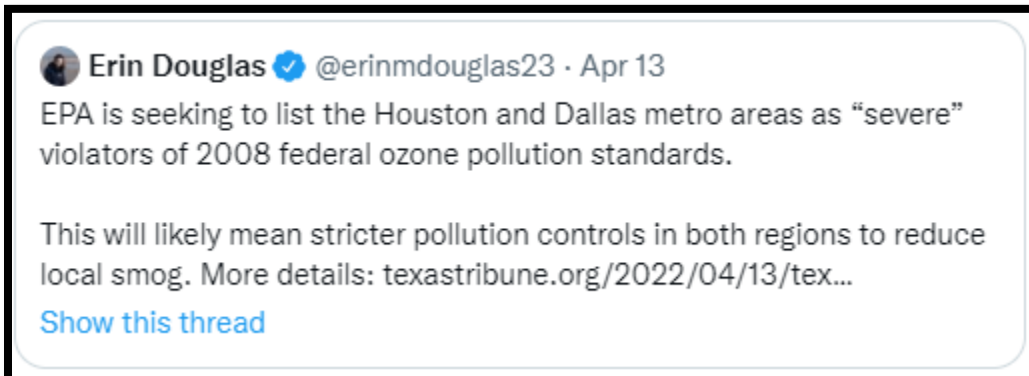 Erin Douglas @erinmdouglas23 · Apr 13
EPA is seeking to list the Houston and Dallas metro areas as “severe”
violators of 2008 federal ozone pollution standards.
This will likely mean stricter pollution controls in both regions to reduce
local smog. More details: texastribune.org/2022/04/13/tex...
Show this thread